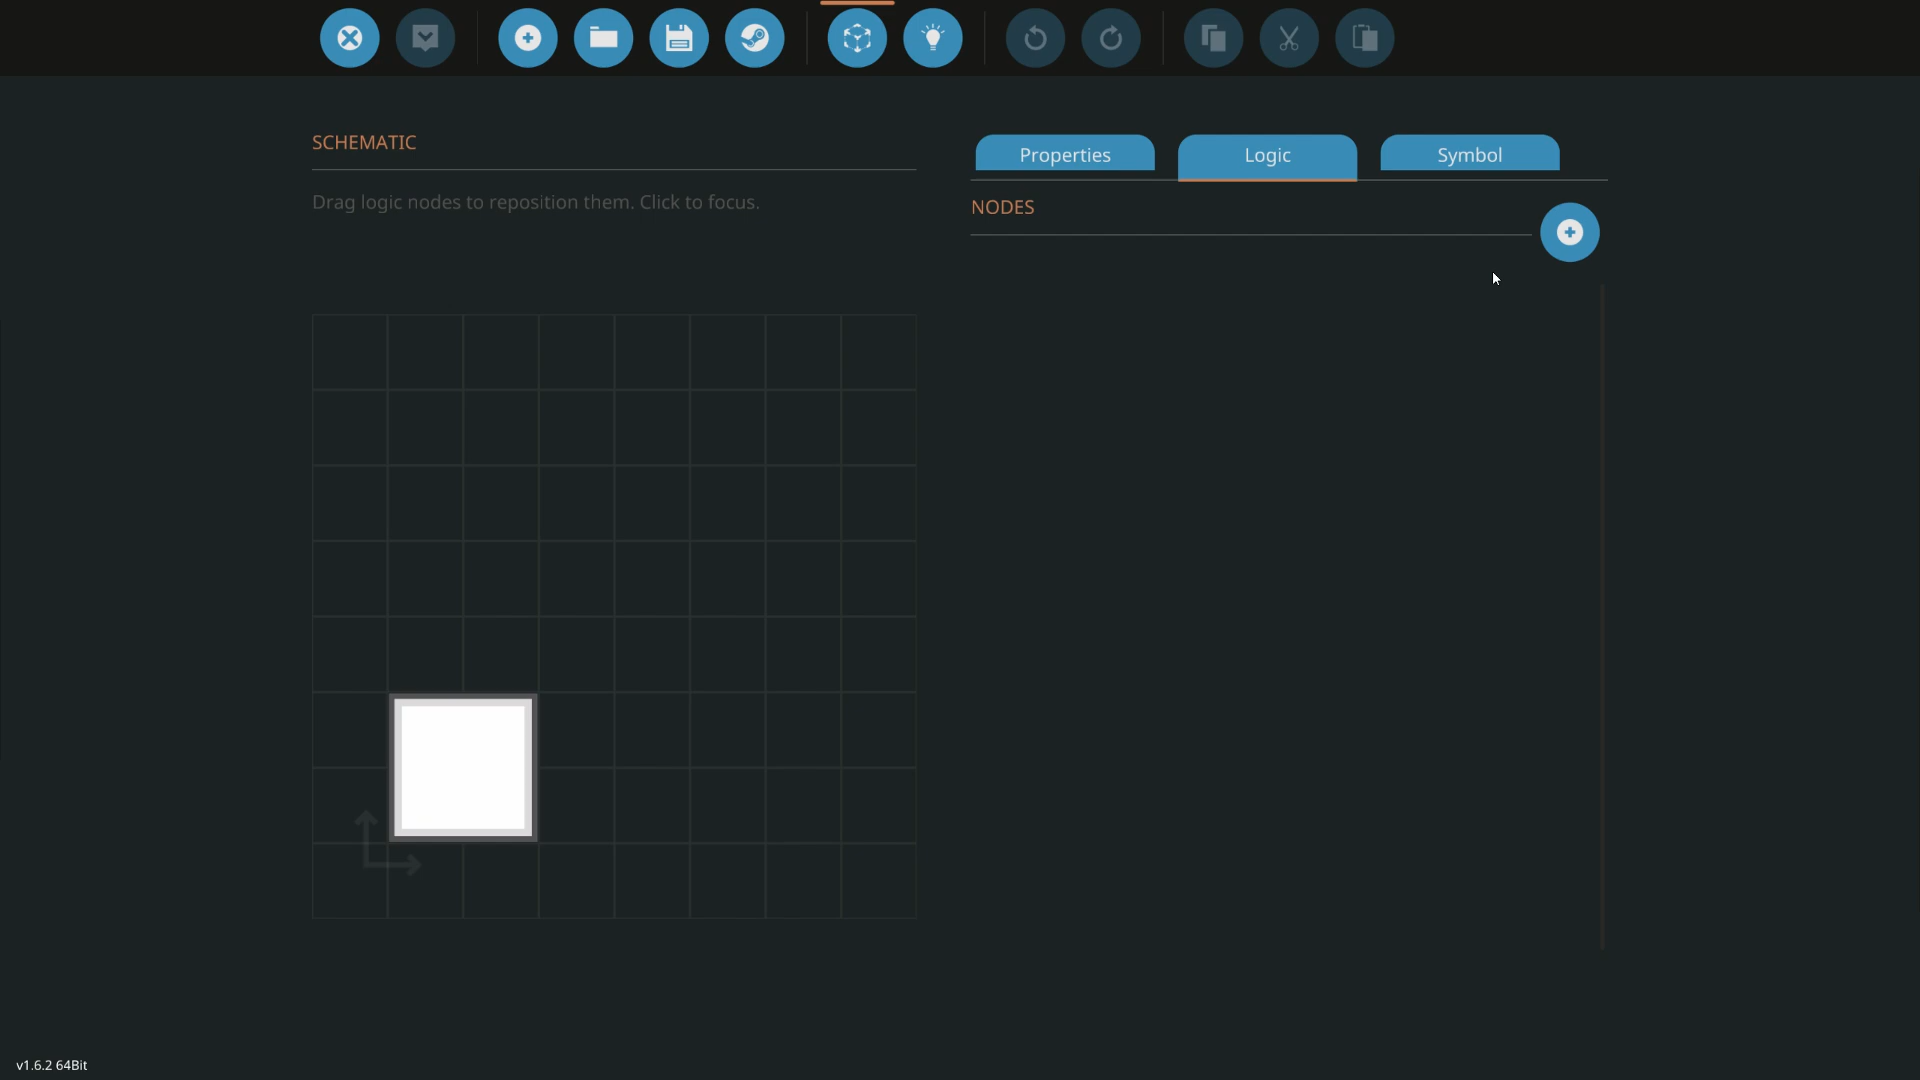 SCHEMATIC
Drag logic nodes to reposition them. Click to focus.
Properties
Logic
Symbol
NODES
v1.6.2 64Bit